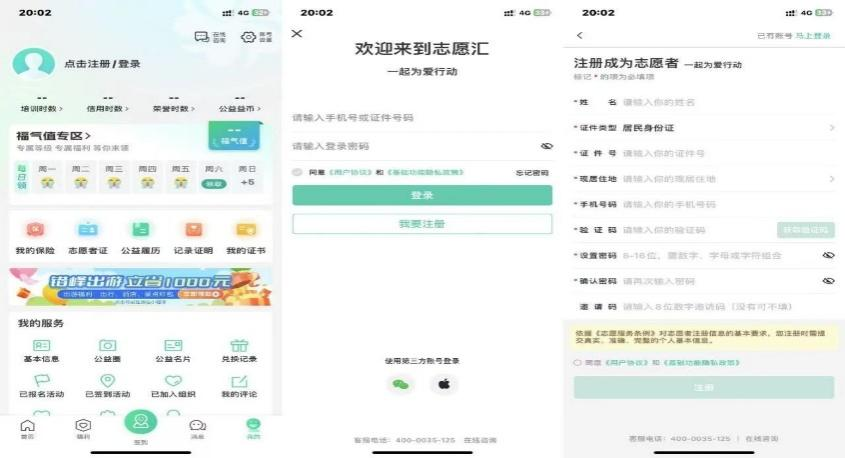 20:02
4G
在线咨询
账号设置
点击注册/登录
-- -- -- --
培训时数> 信用时数> 荣誉时数> 公益益币>
福气值专区>
专属等级 专属福利 等你来领
--
福气值
每日领
周一 周二 周三 周四 周五 周六 周日
领取 +5
我的保险 志愿者证 公益履历 记录证明 我的证书
错峰出游立省1000元
我的服务
基本信息 公益圈 公益名片 兑换记录
已报名活动 已签到活动 已加入组织 我的评论
首页 福利 签到 消息 我的
20:02
4G
欢迎来到志愿汇
一起为爱行动
请输入手机号或证件号码
请输入登录密码
同意《用户协议》和《基础功能隐私政策》 忘记密码
登录
我要注册
使用第三方账号登录
客服电话：400-0035-125 | 在线咨询
20:02
4G
已有账号 马上登录
注册成为志愿者 一起为爱行动
标记 * 的项为必填项
* 姓 名 请输入你的姓名
* 证件类型 居民身份证
* 证 件 号 请输入你的证件号
* 现居住地 请输入你的现居住地
* 手机号码 请输入你的手机号码
* 验 证 码 请输入你的验证码 获取验证码
* 设置密码 8-16位，需数字、字母或字符组合
* 确认密码 请再次输入密码
邀 请 码 请输入8位数字邀请码（没有可不填）
依据《志愿服务条例》对志愿者注册信息的基本要求，您注册时需提
交真实、准确、完整的个人基本信息。
同意《用户协议》和《基础功能隐私政策》
注册
客服电话：400-0035-125 | 在线咨询